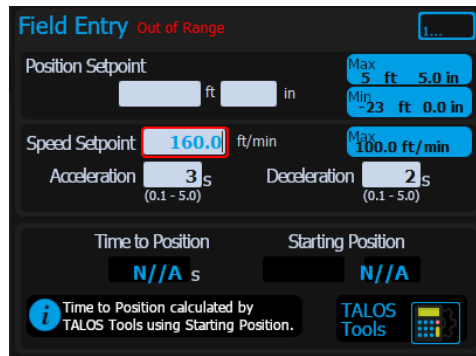 Field Entry Out of Range
1...
Position Setpoint
ft in
Max
5 ft 5.0 in
Min
-23 ft 0.0 in
Speed Setpoint 160.0 ft/min
Max
100.0 ft/min
Acceleration 3 s Deceleration 2 s
(0.1 - 5.0) (0.1 - 5.0)
Time to Position Starting Position
N//A s N//A
i Time to Position calculated by
TALOS Tools using Starting Position.
TALOS
Tools